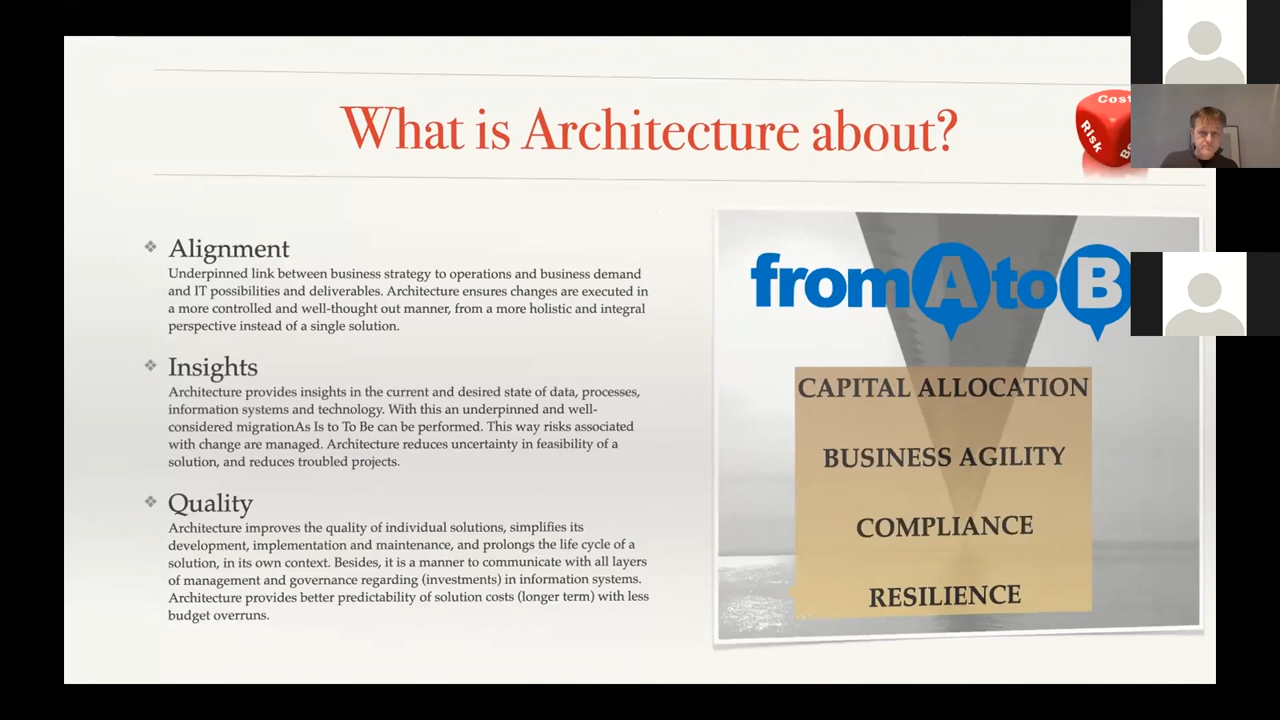 What is Architecture about?
Cost
Risk
Alignment
Underpinned link between business strategy to operations and business demand
and IT possibilities and deliverables. Architecture ensures changes are executed in
a more controlled and well-thought out manner, from a more holistic and integral
perspective instead of a single solution.
Insights
Architecture provides insights in the current and desired state of data, processes,
information systems and technology. With this an underpinned and well-
considered migrationAs Is to To Be can be performed. This way risks associated
with change are managed. Architecture reduces uncertainty in feasibility of a
solution, and reduces troubled projects.
Quality
Architecture improves the quality of individual solutions, simplifies its
development, implementation and maintenance, and prolongs the life cycle of a
solution, in its own context. Besides, it is a manner to communicate with all layers
of management and governance regarding (investments) in information systems.
Architecture provides better predictability of solution costs (longer term) with less
budget overruns.
from A to B
CAPITAL ALLOCATION
BUSINESS AGILITY
COMPLIANCE
RESILIENCE